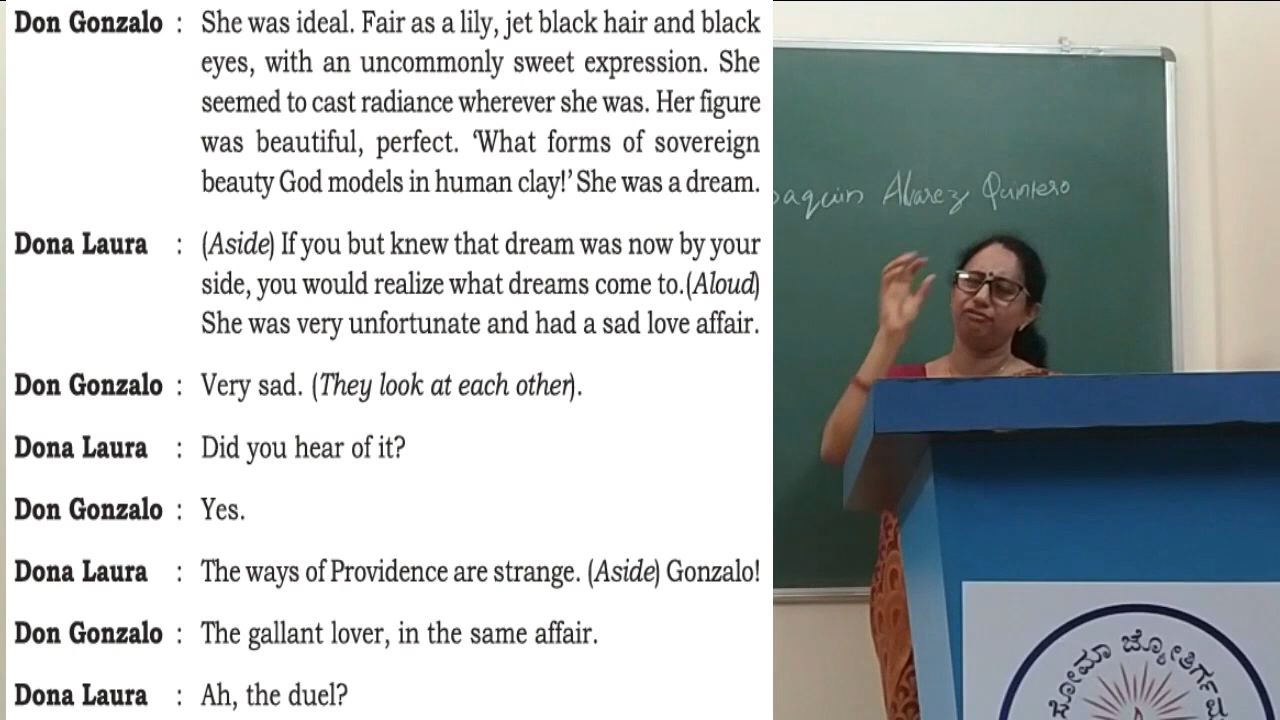 Don Gonzalo : She was ideal. Fair as a lily, jet black hair and black
eyes, with an uncommonly sweet expression. She
seemed to cast radiance wherever she was. Her figure
was beautiful, perfect. ‘What forms of sovereign
beauty God models in human clay!’ She was a dream.
Dona Laura : (Aside) If you but knew that dream was now by your
side, you would realize what dreams come to.(Aloud)
She was very unfortunate and had a sad love affair.
Don Gonzalo : Very sad. (They look at each other).
Dona Laura : Did you hear of it?
Don Gonzalo : Yes.
Dona Laura : The ways of Providence are strange. (Aside) Gonzalo!
Don Gonzalo : The gallant lover, in the same affair.
Dona Laura : Ah, the duel?
oaquin Alvarez Quintero
ಜ್ಯೋತಿರ್ಗಮ